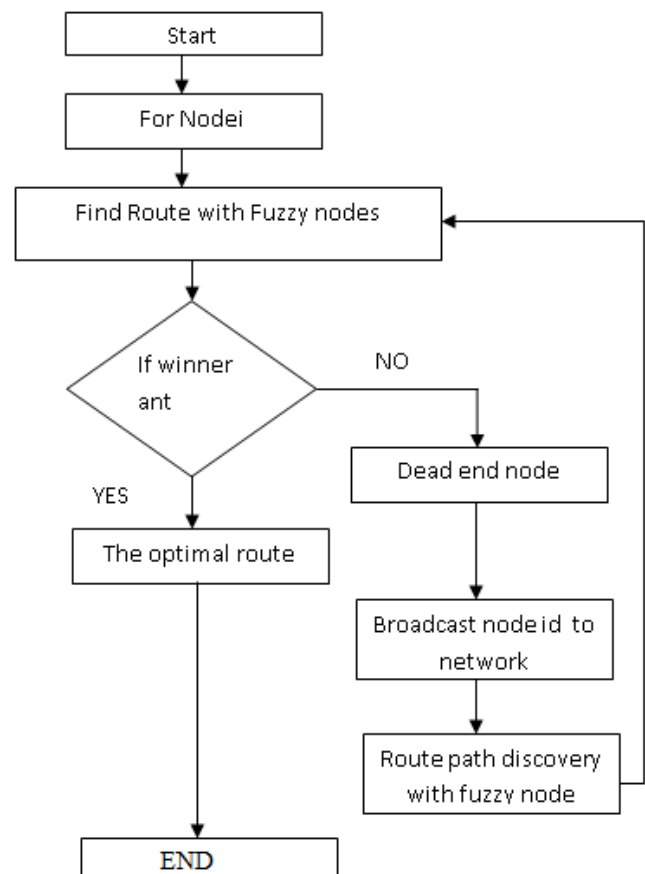 Start
For Nodei
Find Route with Fuzzy nodes
If winner
ant
NO
YES
Dead end node
The optimal route
Broadcast node id to
network
Route path discovery
with fuzzy node
END